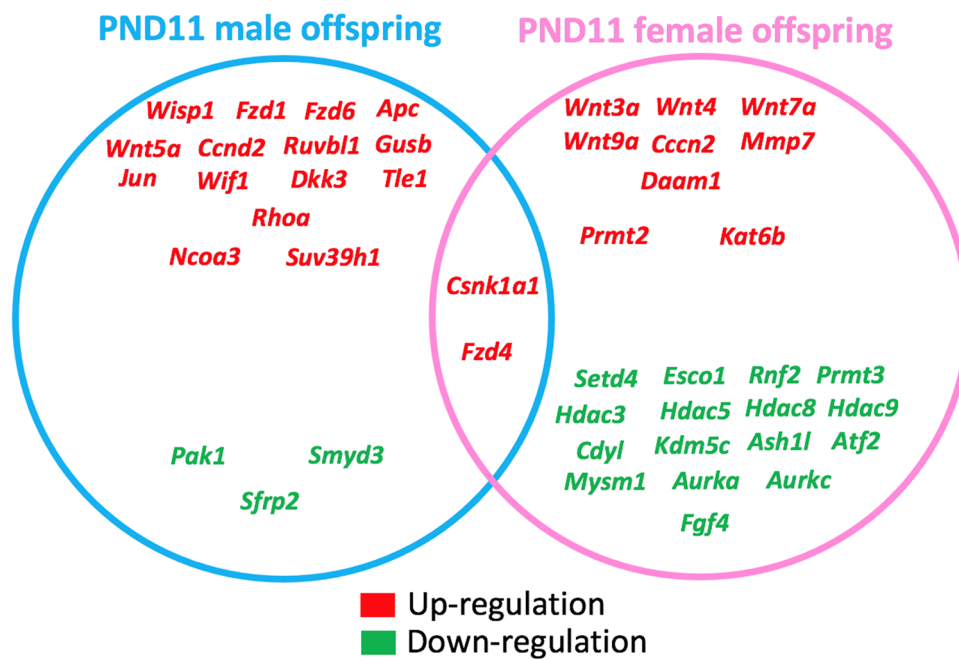 PND11 male offspring
PND11 female offspring
Wisp1 Fzd1 Fzd6 Apc
Wnt5a Ccnd2 Ruvbl1 Gusb
Jun Wif1 Dkk3 Tle1
Rhoa
Ncoa3 Suv39h1
Pak1 Smyd3
Sfrp2
Csnk1a1
Fzd4
Wnt3a Wnt4 Wnt7a
Wnt9a Cccn2 Mmp7
Daam1
Prmt2 Kat6b
Setd4 Esco1 Rnf2 Prmt3
Hdac3 Hdac5 Hdac8 Hdac9
Cdyl Kdm5c Ash1l Atf2
Mysm1 Aurka Aurkc
Fgf4
Up-regulation
Down-regulation